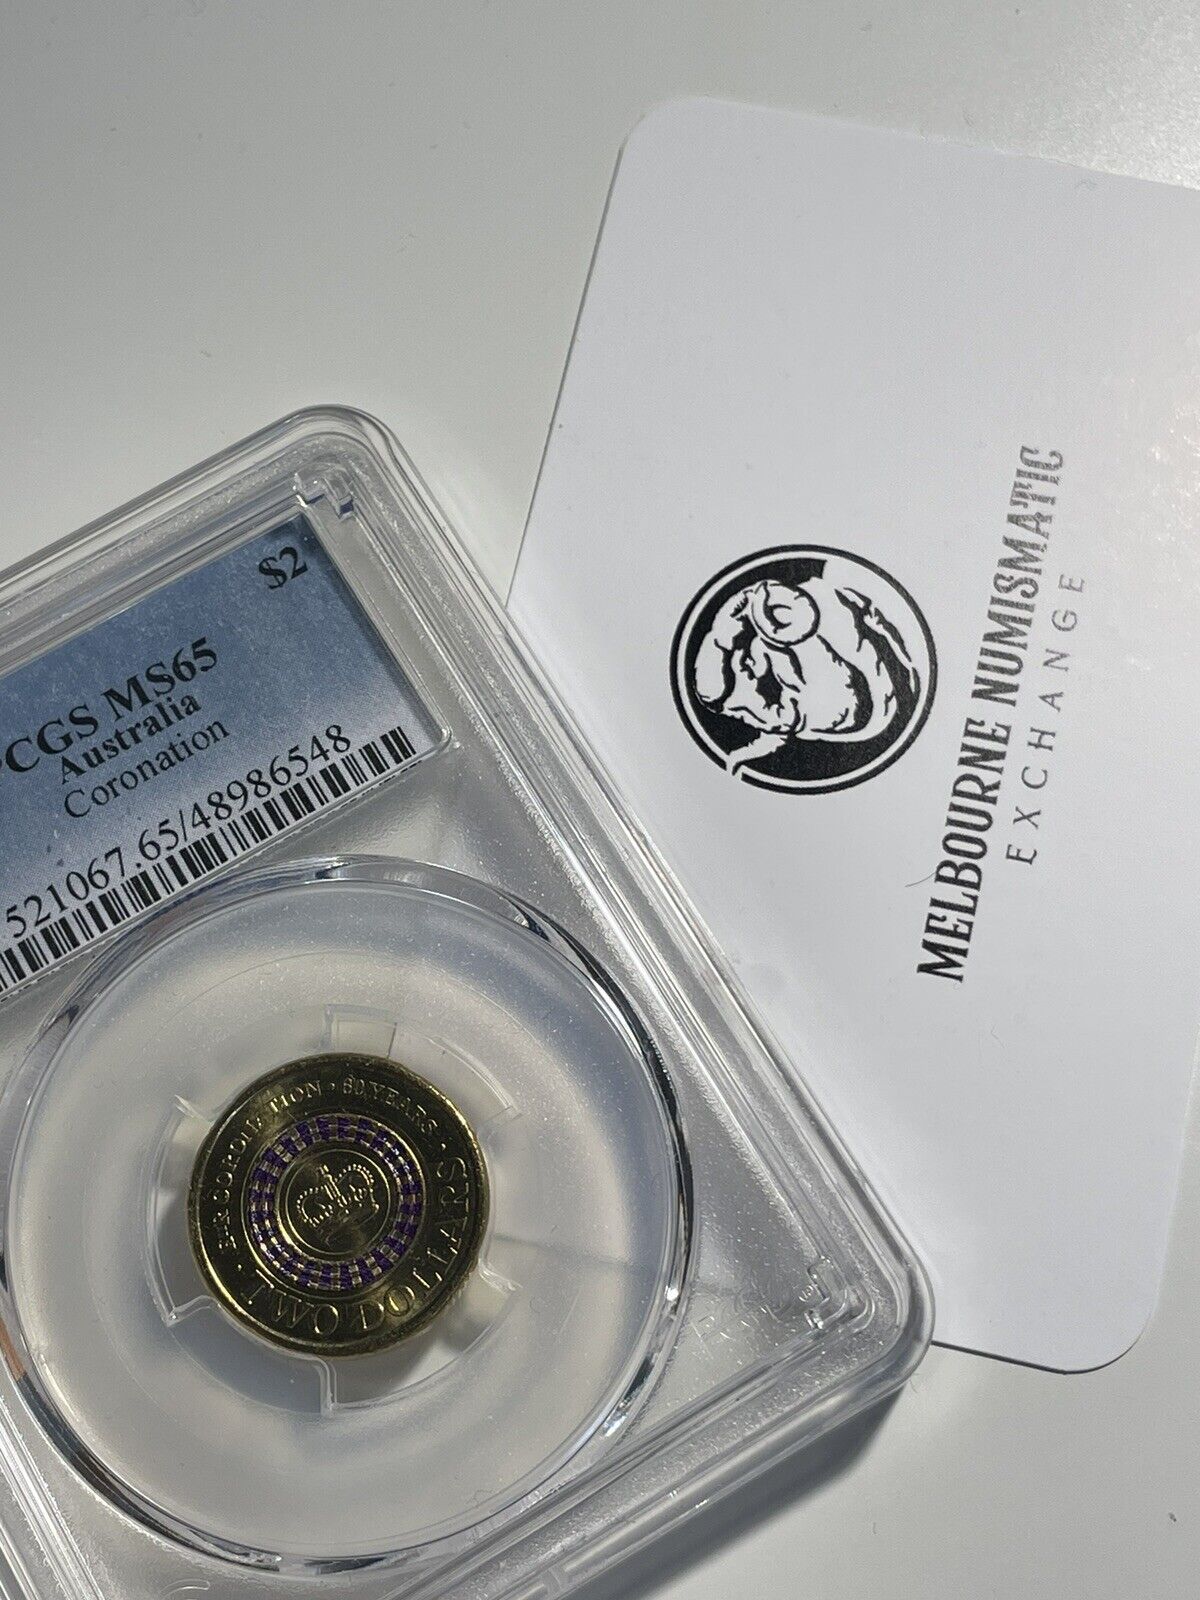 $2
PCGS MS65
Australia
Coronation
521067.65/48986548
MELBOURNE NUMISMATIC
EXCHANGE
CORONATION · 60 YEARS ·
· TWO DOLLARS ·